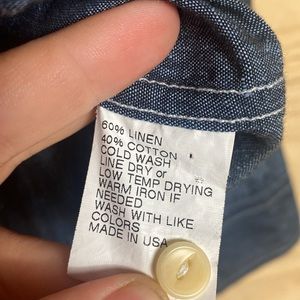 60% LINEN
40% COTTON
COLD WASH
LINE DRY or
LOW TEMP DRYING
WARM IRON IF
NEEDED
WASH WITH LIKE
COLORS
MADE IN USA